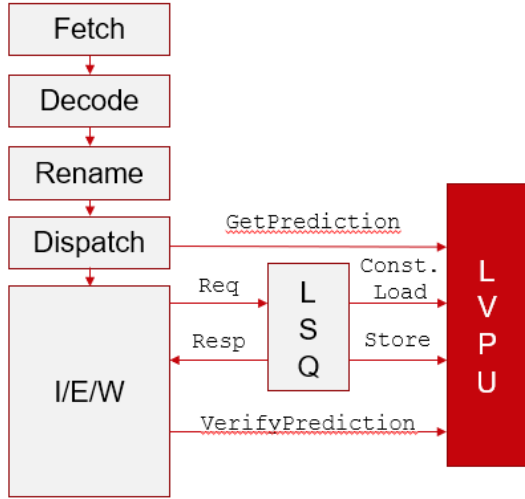 Fetch
Decode
Rename
Dispatch
GetPrediction
Req
L
S
Q
Const.
Load
Resp
Store
I/E/W
VerifyPrediction
L
V
P
U